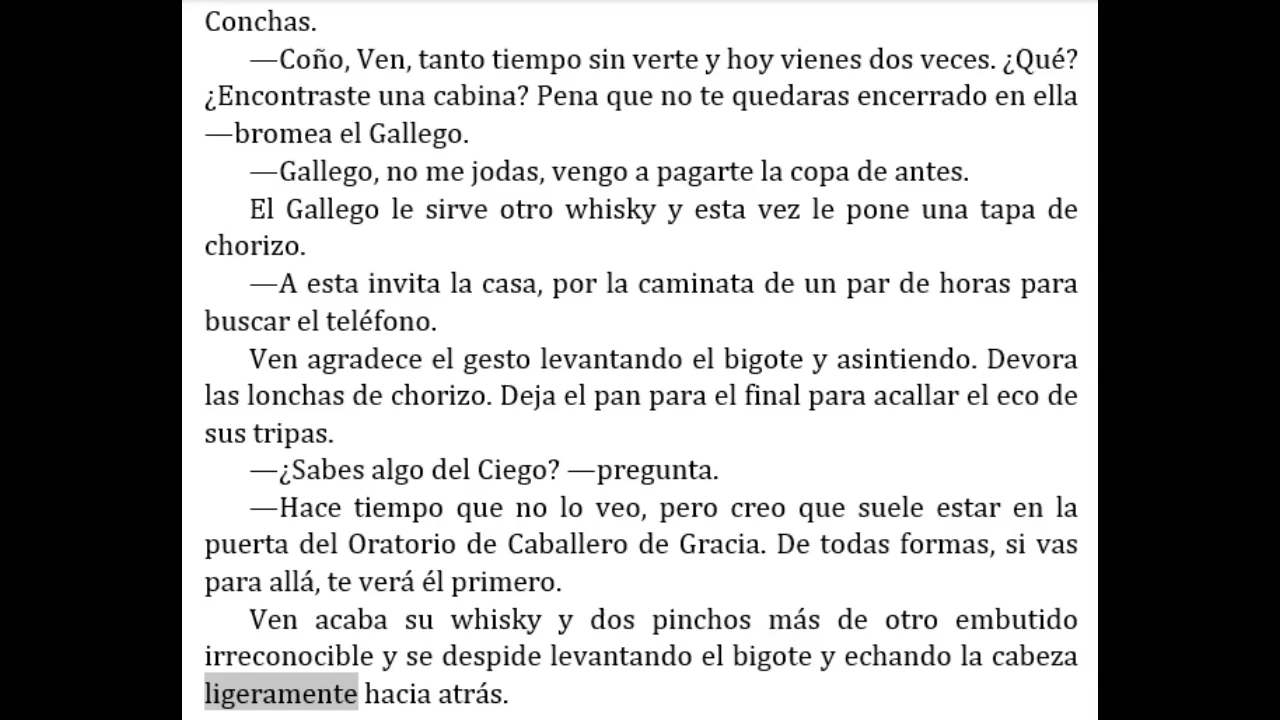 Conchas.
—Coño, Ven, tanto tiempo sin verte y hoy vienes dos veces. ¿Qué?
¿Encontraste una cabina? Pena que no te quedaras encerrado en ella
—bromea el Gallego.
—Gallego, no me jodas, vengo a pagarte la copa de antes.
El Gallego le sirve otro whisky y esta vez le pone una tapa de
chorizo.
—A esta invita la casa, por la caminata de un par de horas para
buscar el teléfono.
Ven agradece el gesto levantando el bigote y asintiendo. Devora
las lonchas de chorizo. Deja el pan para el final para acallar el eco de
sus tripas.
—¿Sabes algo del Ciego? —pregunta.
—Hace tiempo que no lo veo, pero creo que suele estar en la
puerta del Oratorio de Caballero de Gracia. De todas formas, si vas
para allá, te verá él primero.
Ven acaba su whisky y dos pinchos más de otro embutido
irreconocible y se despide levantando el bigote y echando la cabeza
ligeramente hacia atrás.